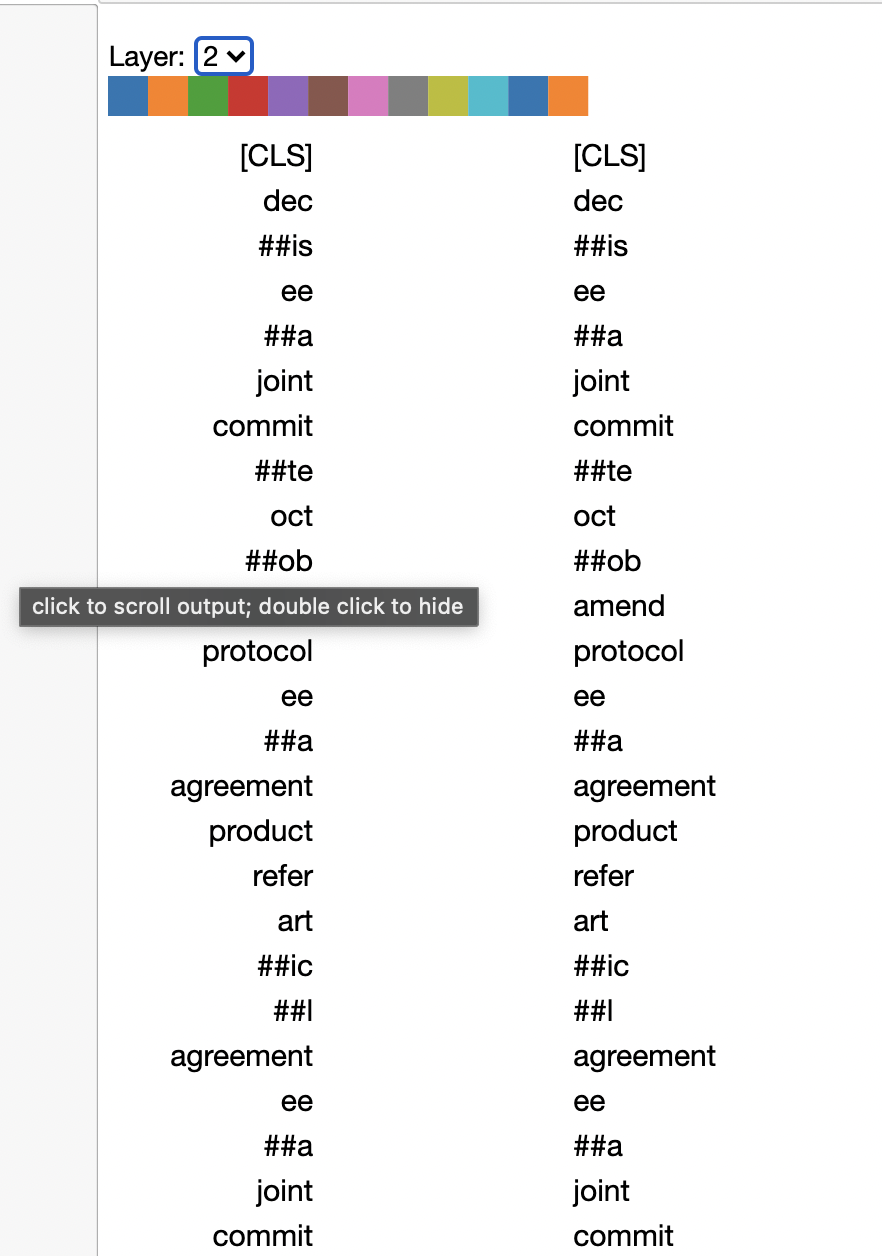 Layer: 2
[CLS] [CLS]
dec dec
##is ##is
ee ee
##a ##a
joint joint
commit commit
##te ##te
oct oct
##ob ##ob
click to scroll output; double click to hide amend
protocol protocol
ee ee
##a ##a
agreement agreement
product product
refer refer
art art
##ic ##ic
##l ##l
agreement agreement
ee ee
##a ##a
joint joint
commit commit